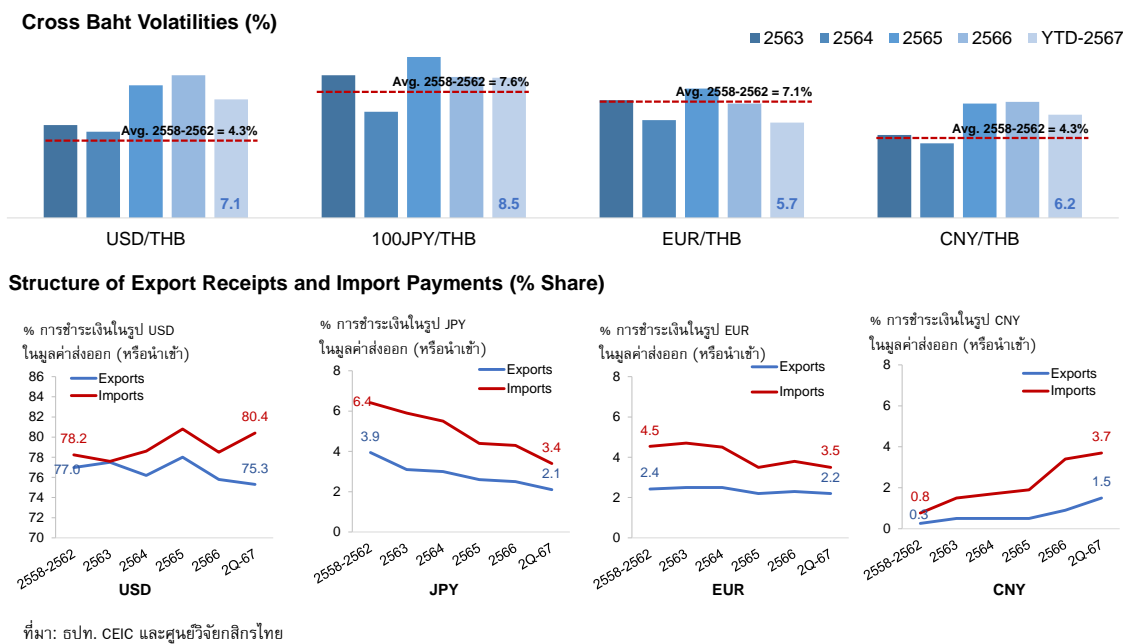 Cross Baht Volatilities (%)
2563 2564 2565 2566 YTD-2567
Avg. 2558-2562 = 4.3%
Avg. 2558-2562 = 7.6%
Avg. 2558-2562 = 7.1%
Avg. 2558-2562 = 4.3%
7.1
8.5
5.7
6.2
USD/THB
100JPY/THB
EUR/THB
CNY/THB
Structure of Export Receipts and Import Payments (% Share)
% การชำระเงินในรูป USD
ในมูลค่าส่งออก (หรือนำเข้า)
86
84
82
80
78
76
74
72
70
Exports
Imports
78.2
77.0
80.4
75.3
2558-2562
2563
2564
2565
2566
2Q-67
USD
% การชำระเงินในรูป JPY
ในมูลค่าส่งออก (หรือนำเข้า)
8
6
4
2
0
Exports
Imports
6.4
3.9
3.4
2.1
2558-2562
2563
2564
2565
2566
2Q-67
JPY
% การชำระเงินในรูป EUR
ในมูลค่าส่งออก (หรือนำเข้า)
8
6
4
2
0
Exports
Imports
4.5
2.4
3.5
2.2
2558-2562
2563
2564
2565
2566
2Q-67
EUR
% การชำระเงินในรูป CNY
ในมูลค่าส่งออก (หรือนำเข้า)
8
6
4
2
0
Exports
Imports
0.8
0.3
3.7
1.5
2558-2562
2563
2564
2565
2566
2Q-67
CNY
ที่มา: ธปท. CEIC และศูนย์วิจัยกสิกรไทย